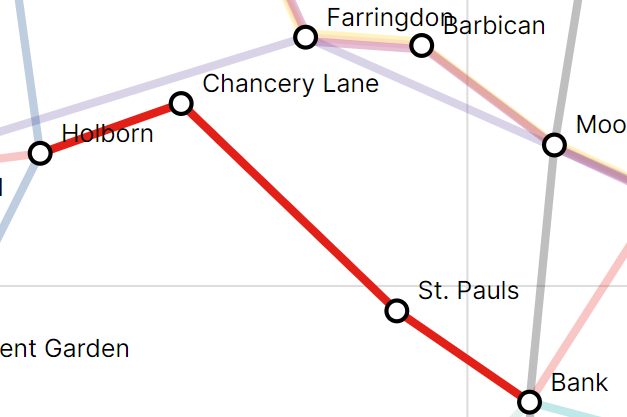 Farringdon
Barbican
Chancery Lane
Moo
Holborn
St. Pauls
ent Garden
Bank